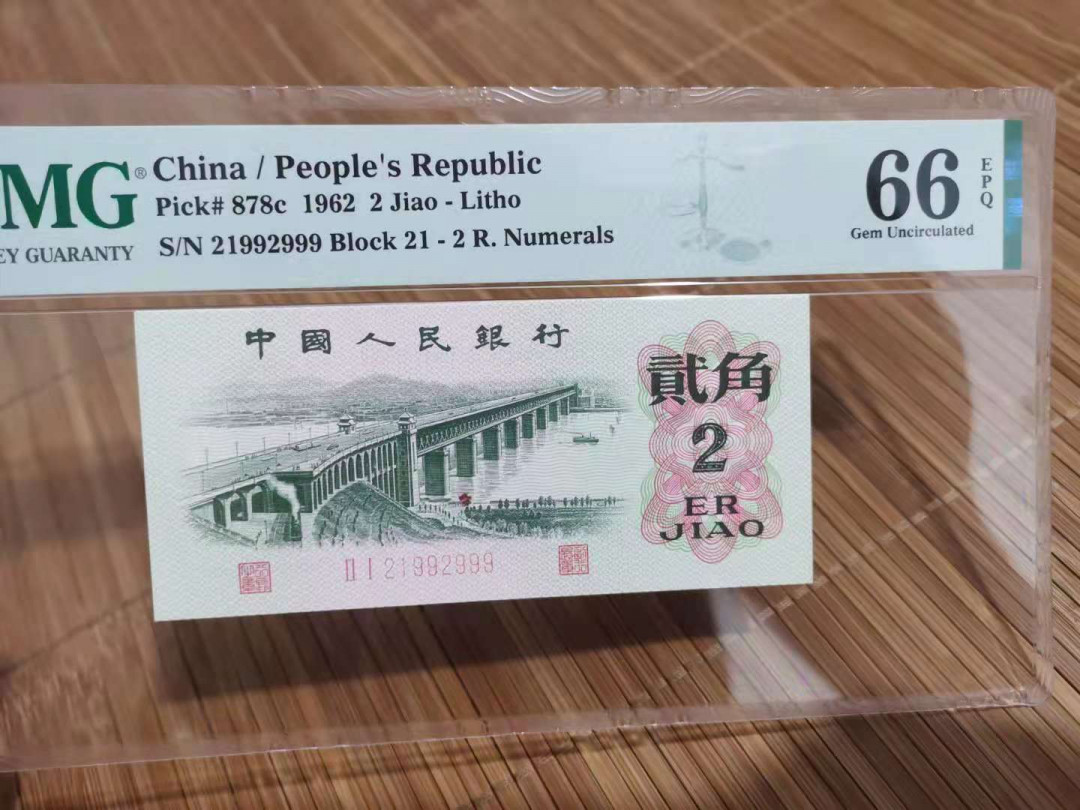 MG® China / People's Republic
Pick# 878c 1962 2 Jiao - Litho
EY GUARANTY S/N 21992999 Block 21 - 2 R. Numerals
66 EPQ
Gem Uncirculated
中國人民銀行
貳角
2
ER
JIAO
II I 21992999